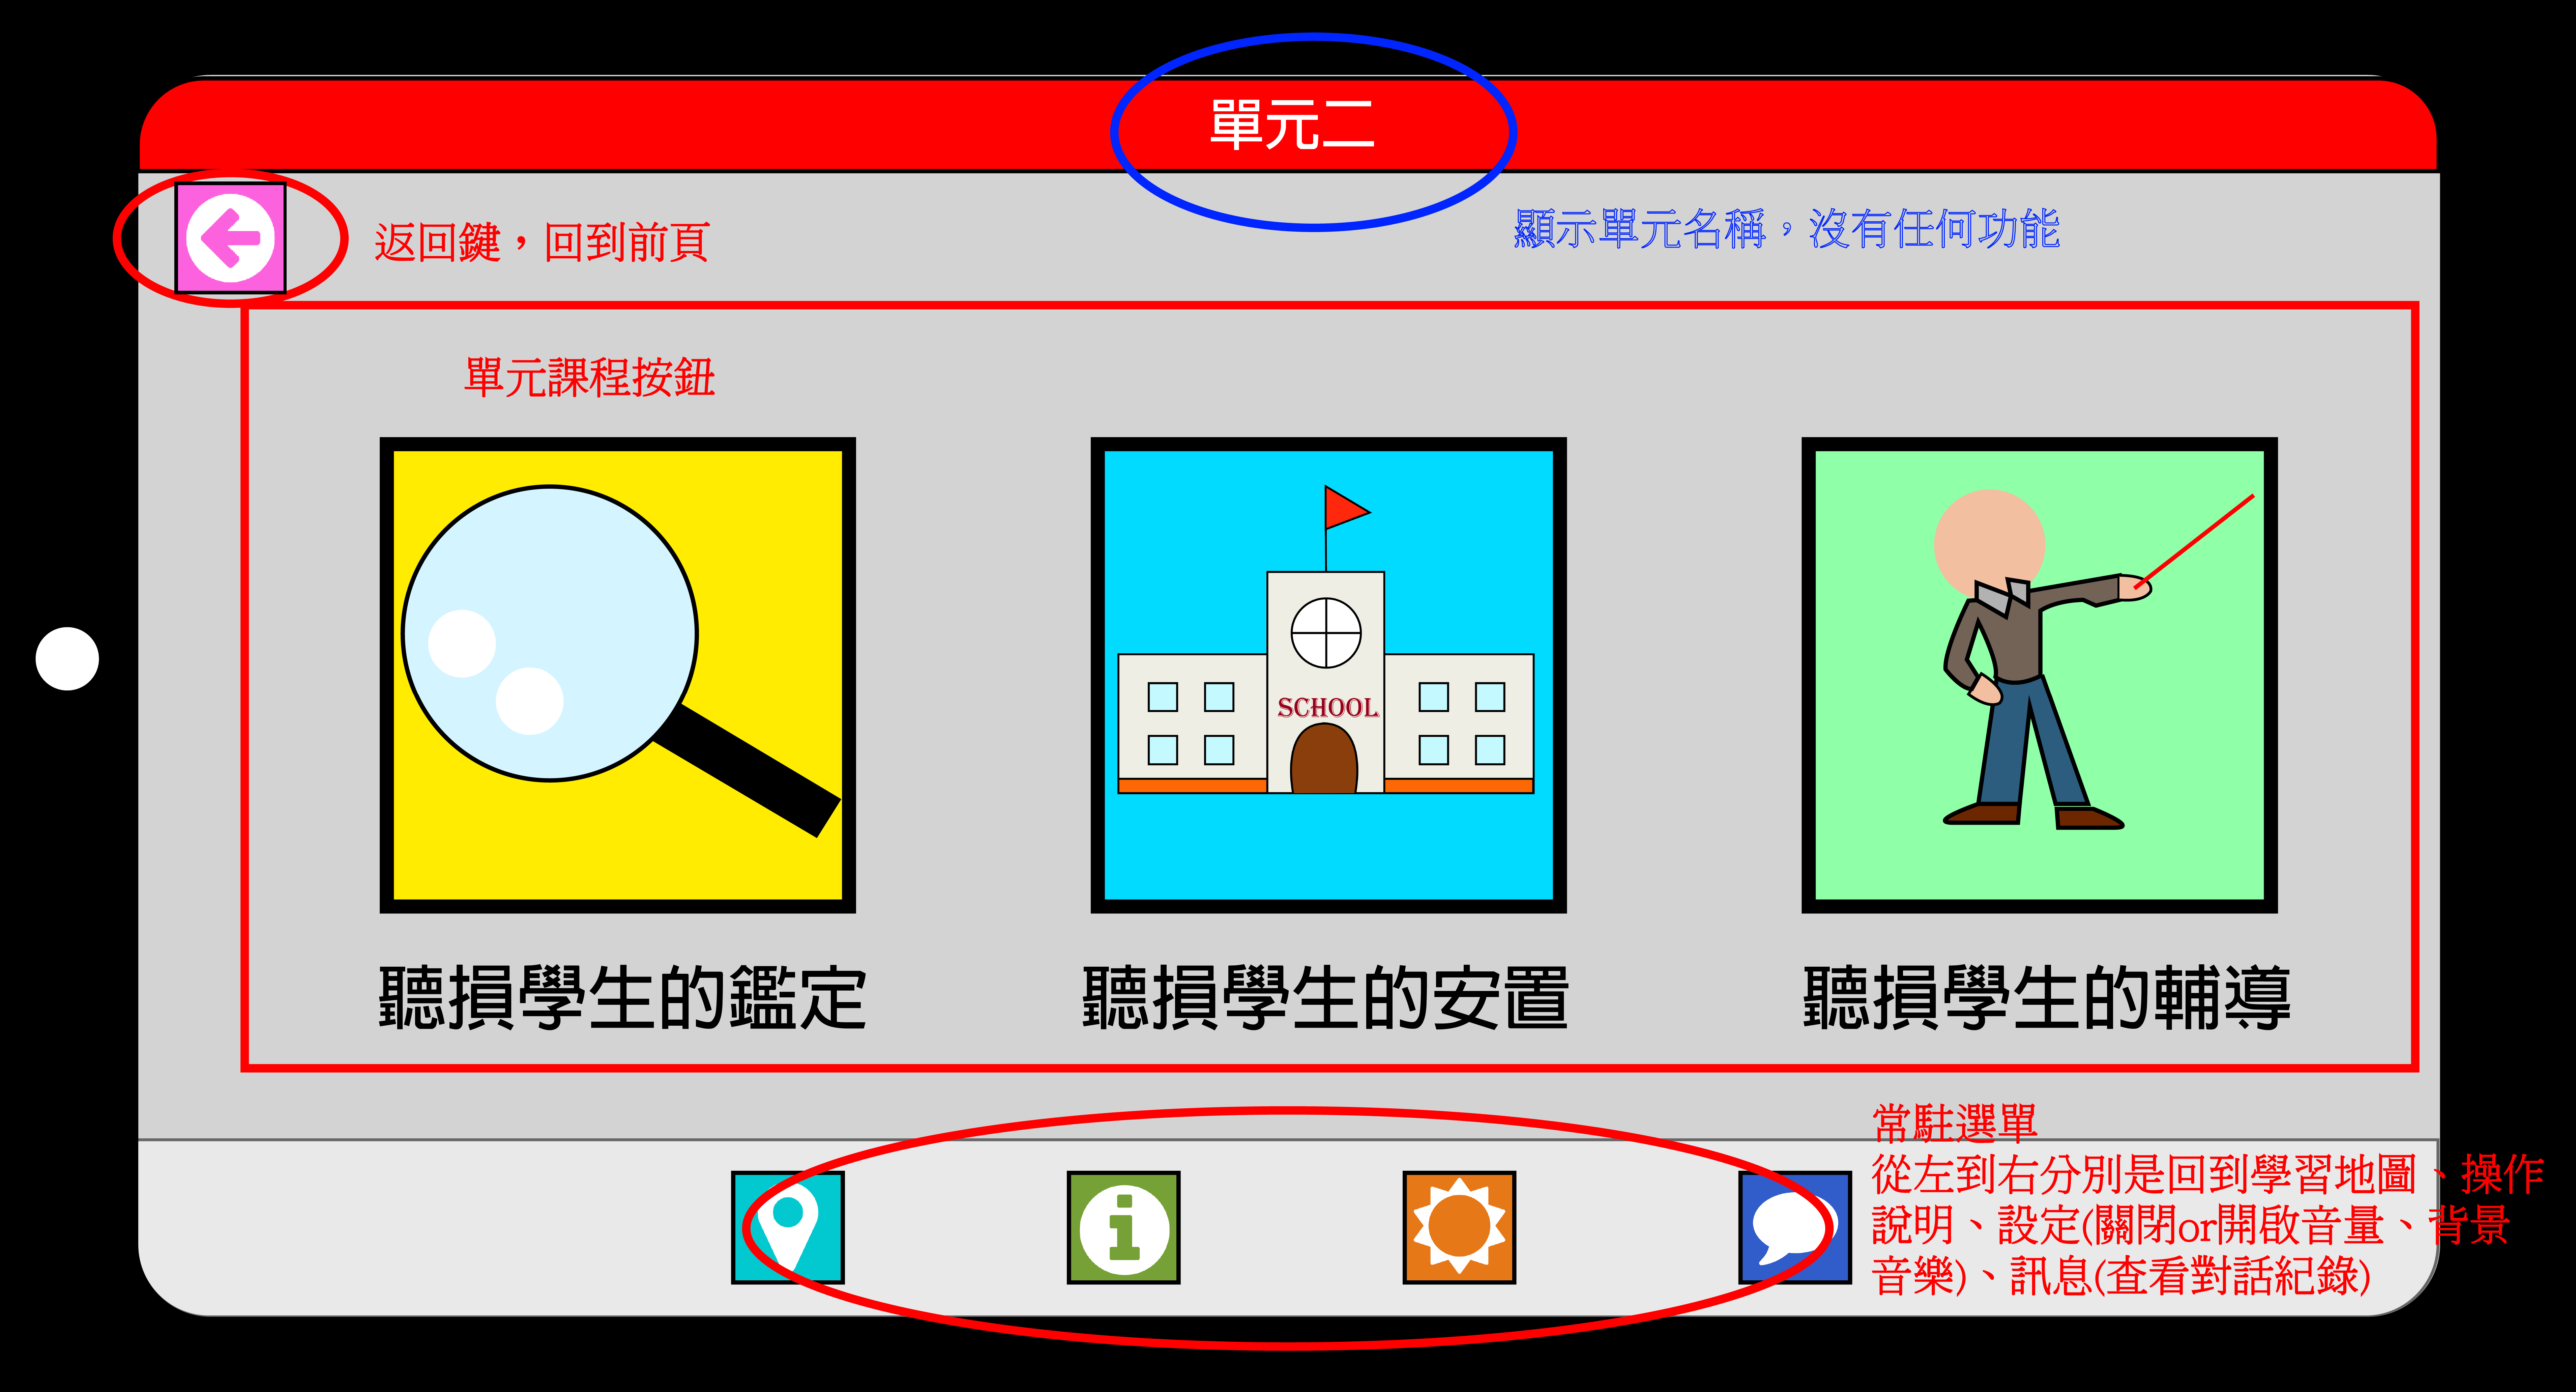 單元二
返回鍵，回到前頁
顯示單元名稱，沒有任何功能
單元課程按鈕
SCHOOL
聽損學生的鑑定
聽損學生的安置
聽損學生的輔導
常駐選單
從左到右分別是回到學習地圖、操作
說明、設定(關閉or開啟音量、背景
音樂)、訊息(查看對話紀錄)